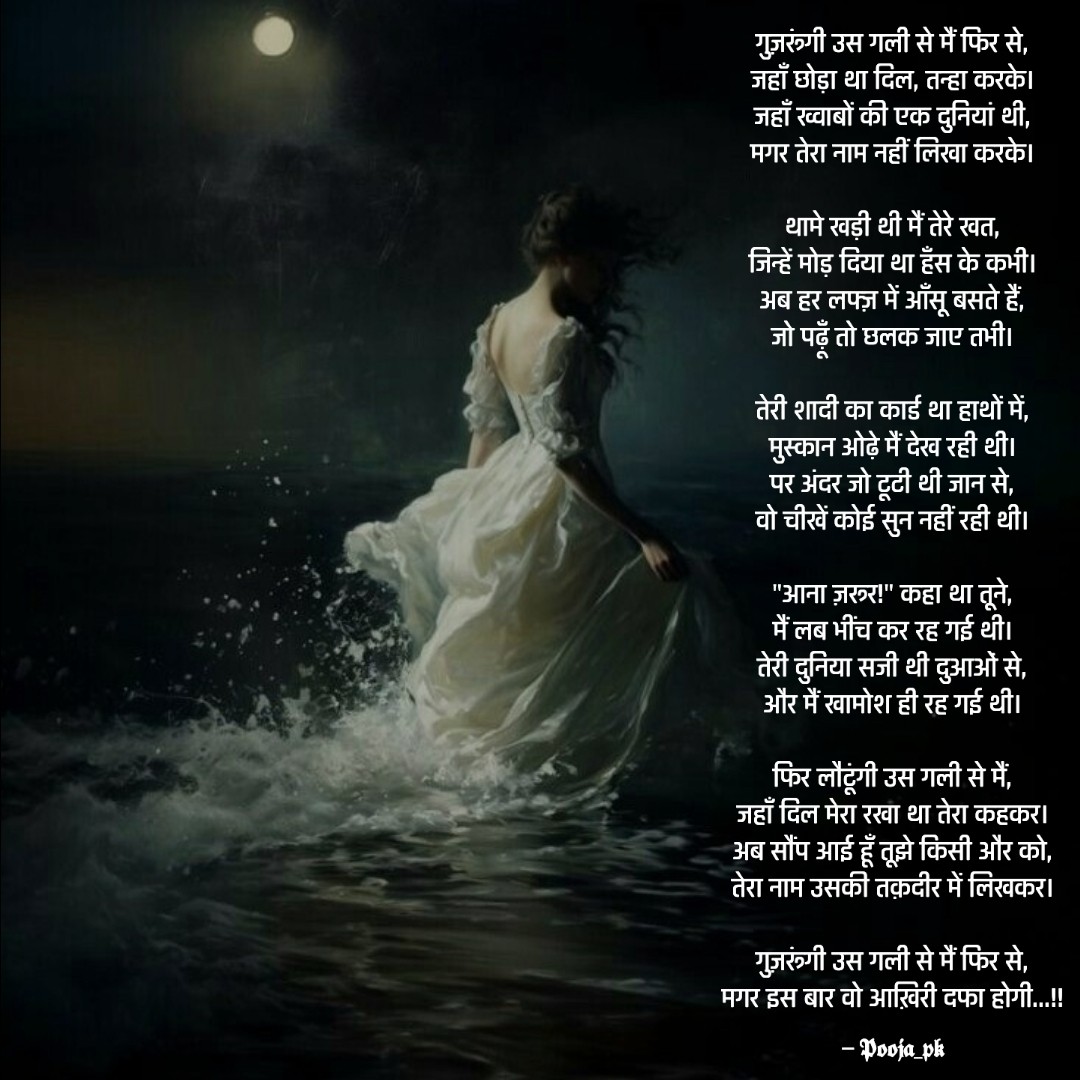 गुज़रूंगी उस गली से मैं फिर से,
जहाँ छोड़ा था दिल, तन्हा करके।
जहाँ ख्वाबों की एक दुनियां थी,
मगर तेरा नाम नहीं लिखा करके।
थामे खड़ी थी मैं तेरे खत,
जिन्हें मोड़ दिया था हँस के कभी।
अब हर लफ्ज़ में आँसू बसते हैं,
जो पढ़ूँ तो छलक जाए तभी।
तेरी शादी का कार्ड था हाथों में,
मुस्कान ओढ़े मैं देख रही थी।
पर अंदर जो टूटी थी जान से,
वो चीखें कोई सुन नहीं रही थी।
"आना ज़रूर!" कहा था तूने,
मैं लब भींच कर रह गई थी।
तेरी दुनिया सजी थी दुआओं से,
और मैं खामोश ही रह गई थी।
फिर लौटूंगी उस गली से मैं,
जहाँ दिल मेरा रखा था तेरा कहकर।
अब सौंप आई हूँ तूझे किसी और को,
तेरा नाम उसकी तक़दीर में लिखकर।
गुज़रूंगी उस गली से मैं फिर से,
मगर इस बार वो आख़िरी दफा होगी...!!
– Pooja_pk